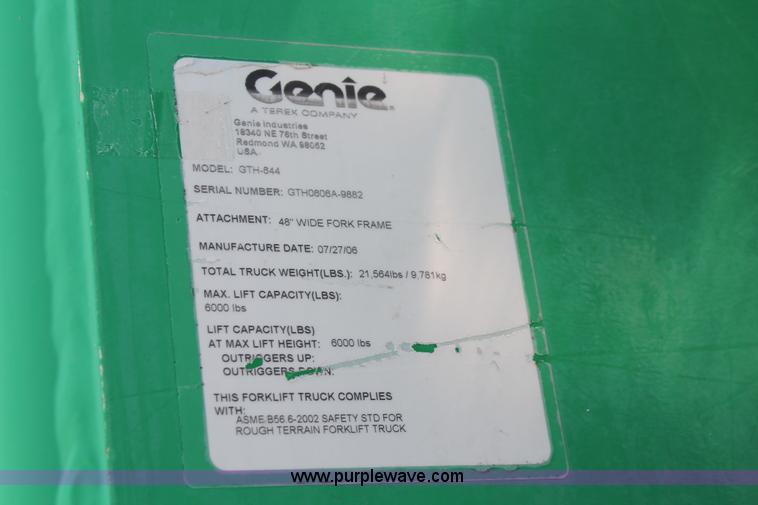 Genie
A TEREX COMPANY
Genie Industries
18340 NE 76th Street
Redmond WA 98052
USA
MODEL: GTH-844
SERIAL NUMBER: GTH0806A-9882
ATTACHMENT: 48" WIDE FORK FRAME
MANUFACTURE DATE: 07/27/06
TOTAL TRUCK WEIGHT(LBS.): 21,564lbs / 9,781kg
MAX. LIFT CAPACITY(LBS):
6000 lbs
LIFT CAPACITY(LBS)
AT MAX LIFT HEIGHT: 6000 lbs
OUTRIGGERS UP:
OUTRIGGERS DOWN:
THIS FORKLIFT TRUCK COMPLIES
WITH:
ASME B56.6-2002 SAFETY STD FOR
ROUGH TERRAIN FORKLIFT TRUCK
www.purplewave.com